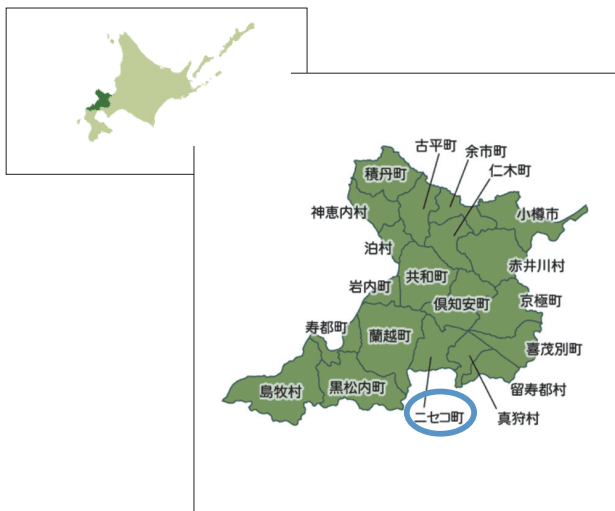 古平町
余市町
仁木町
積丹町
神恵内村
小樽市
泊村
赤井川村
共和町
岩内町
倶知安町
京極町
寿都町
蘭越町
喜茂別町
島牧村
黒松内町
留寿都村
ニセコ町
真狩村